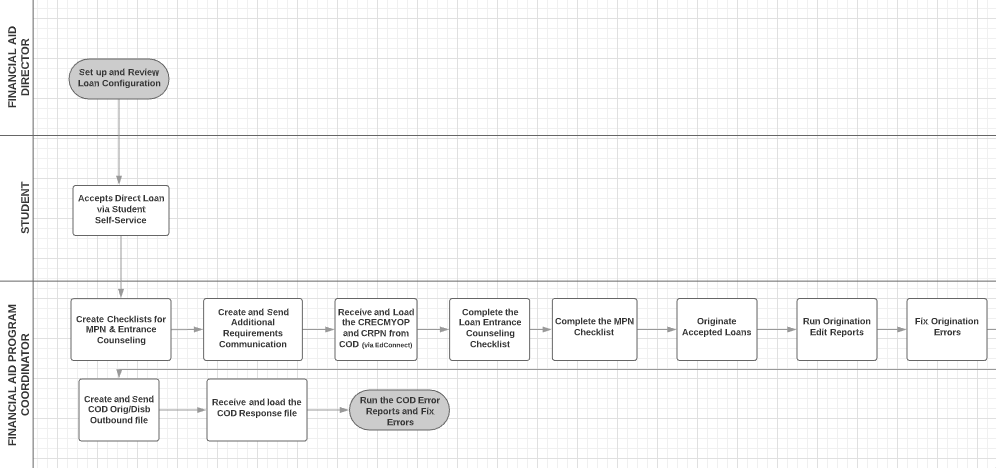 FINANCIAL AID
DIRECTOR
Set up and Review
Loan Configuration
STUDENT
Accepts Direct Loan
via Student
Self-Service
FINANCIAL AID PROGRAM
COORDINATOR
Create Checklists for
MPN & Entrance
Counseling
Create and Send
Additional
Requirements
Communication
Receive and Load
the CRECMYOP
and CRPN from
COD (via EdConnect)
Complete the
Loan Entrance
Counseling
Checklist
Complete the MPN
Checklist
Originate
Accepted Loans
Run Origination
Edit Reports
Fix Origination
Errors
Create and Send
COD Orig/Disb
Outbound file
Receive and load the
COD Response file
Run the COD Error
Reports and Fix
Errors